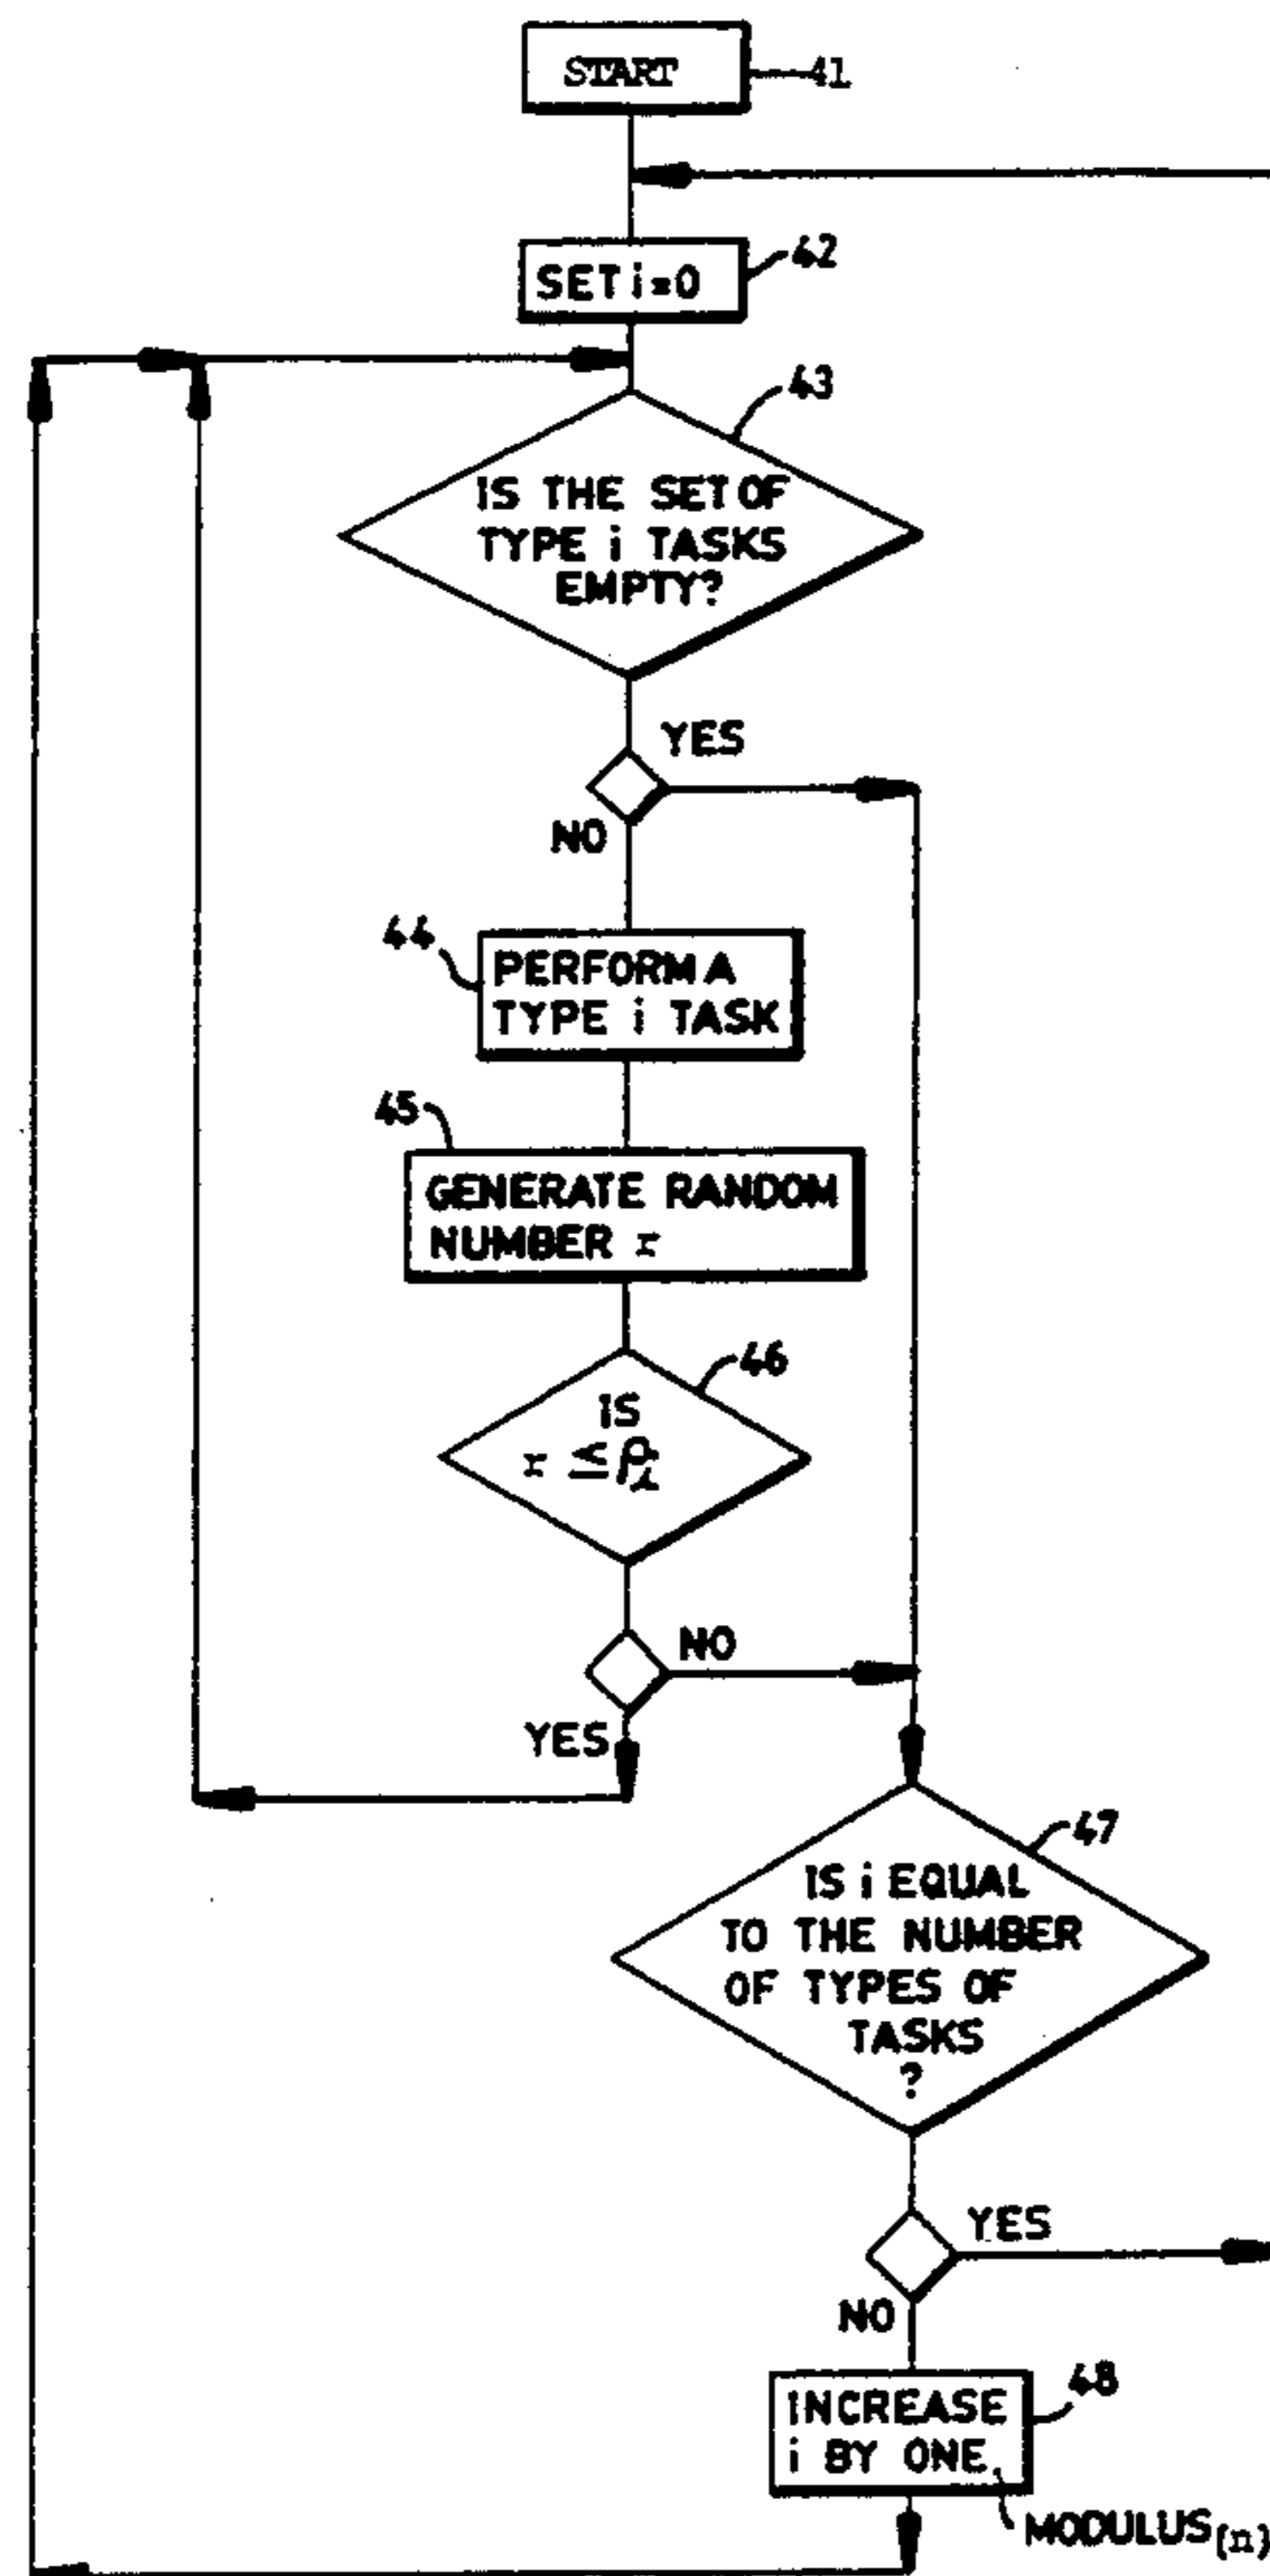 START
41
42
SET i=0
43
IS THE SET OF
TYPE i TASKS
EMPTY?
YES
NO
44
PERFORM A
TYPE i TASK
45
GENERATE RANDOM
NUMBER r
46
IS
r ≤ ρi
NO
YES
47
IS i EQUAL
TO THE NUMBER
OF TYPES OF
TASKS
?
YES
NO
48
INCREASE
i BY ONE.
MODULUS(n)